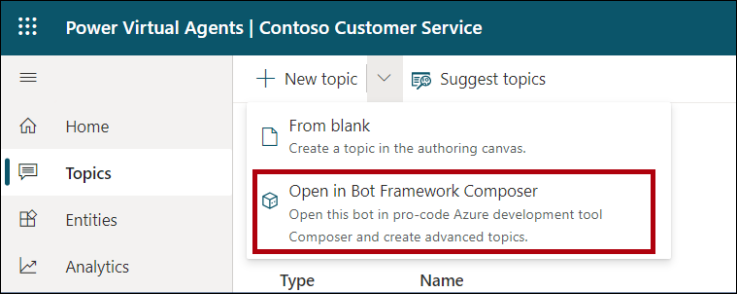 Power Virtual Agents | Contoso Customer Service
New topic
Suggest topics
Home
Topics
Entities
Analytics
From blank
Create a topic in the authoring canvas.
Open in Bot Framework Composer
Open this bot in pro-code Azure development tool
Composer and create advanced topics.
Type
Name